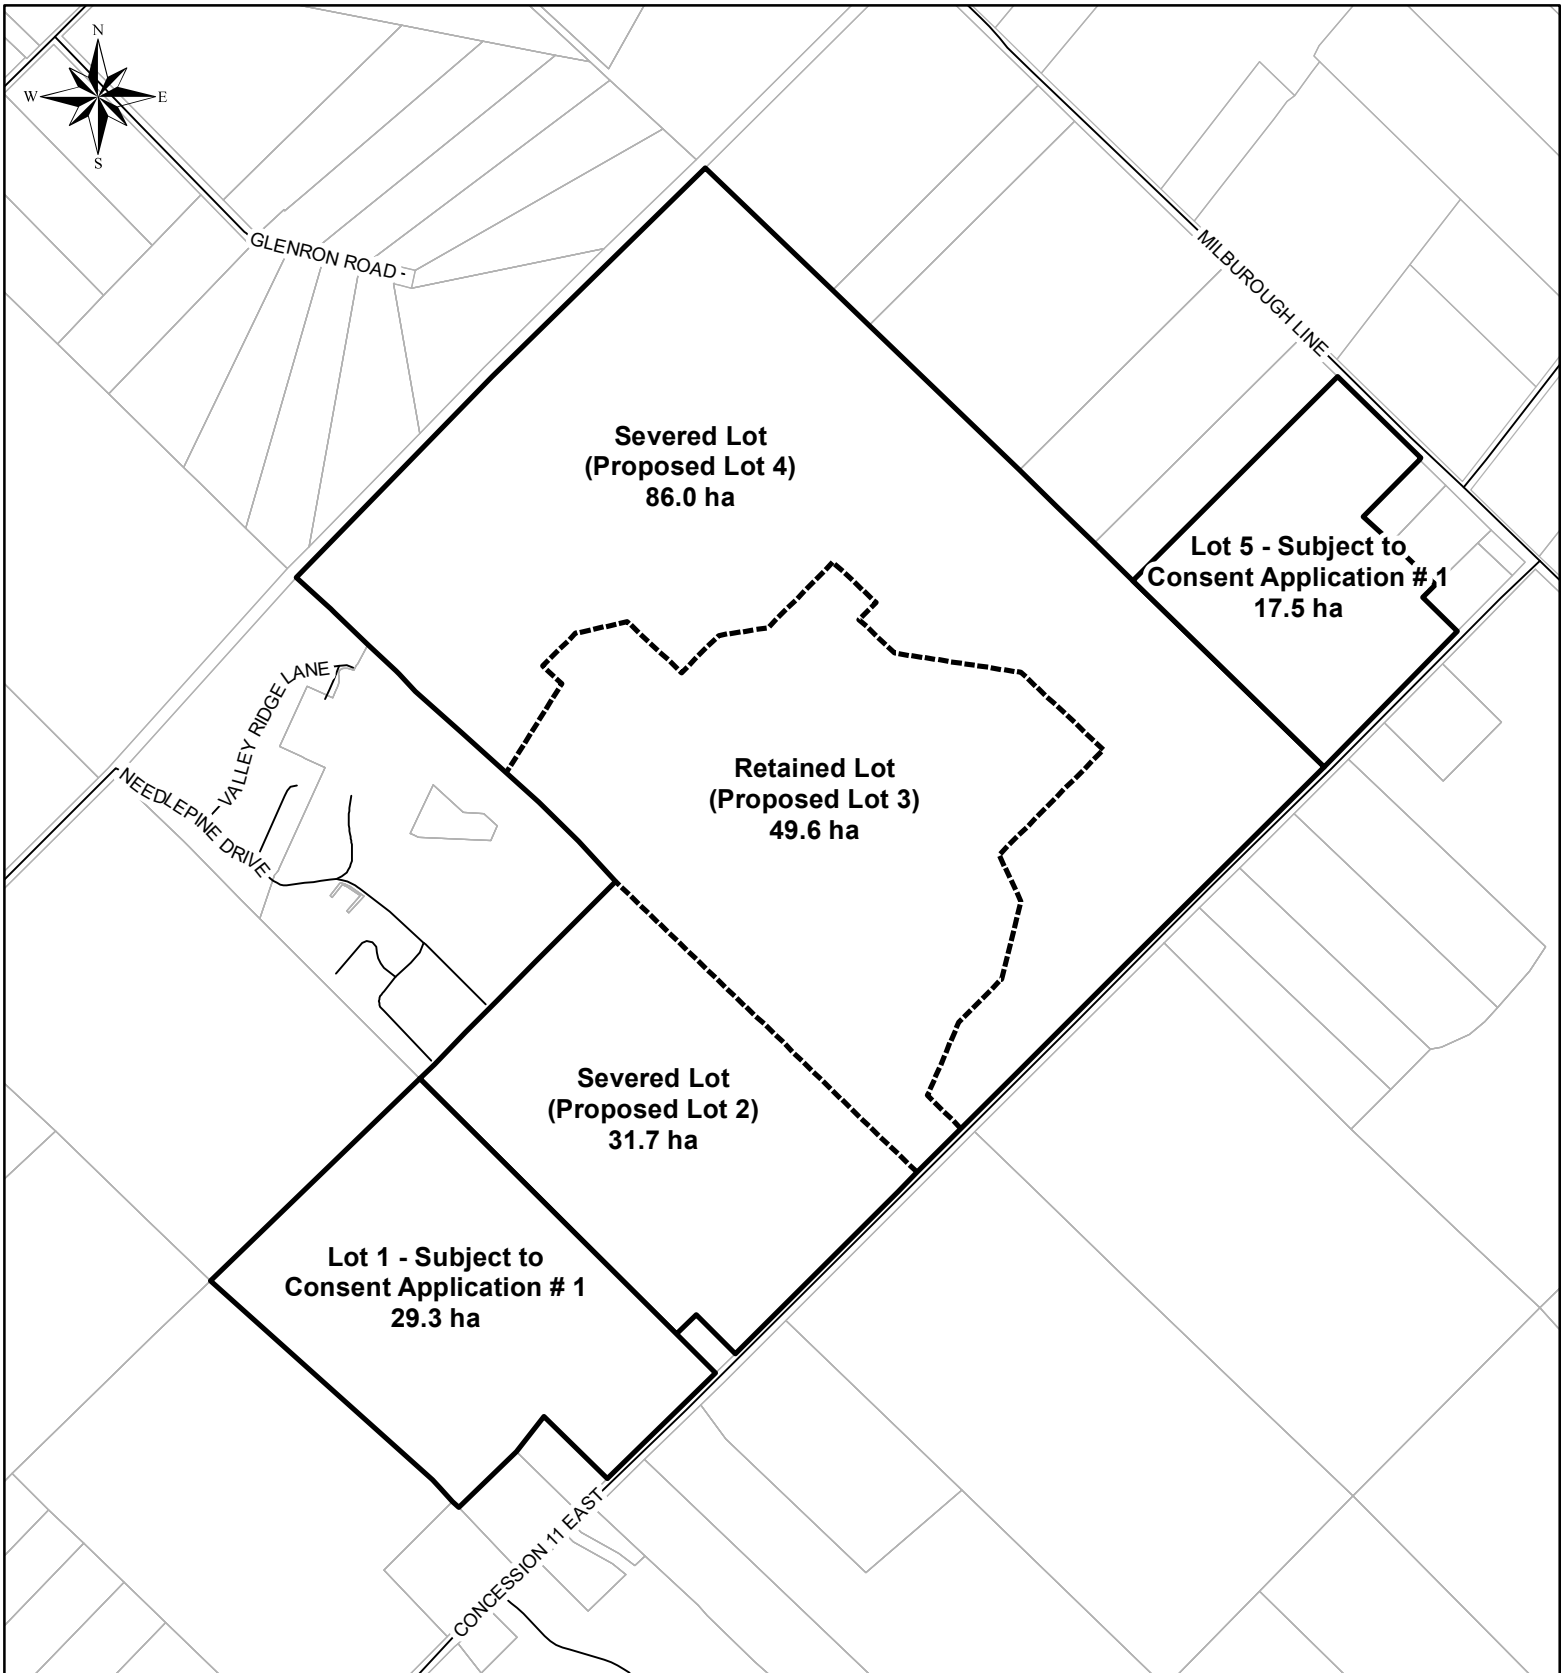 N
W
E
S
GLENRON ROAD
MILBUROUGH LINE
Severed Lot
(Proposed Lot 4)
86.0 ha
Lot 5 - Subject to
Consent Application # 1
17.5 ha
VALLEY RIDGE LANE
NEEDLEPINE DRIVE
Retained Lot
(Proposed Lot 3)
49.6 ha
Severed Lot
(Proposed Lot 2)
31.7 ha
Lot 1 - Subject to
Consent Application # 1
29.3 ha
CONCESSION 11 EAST